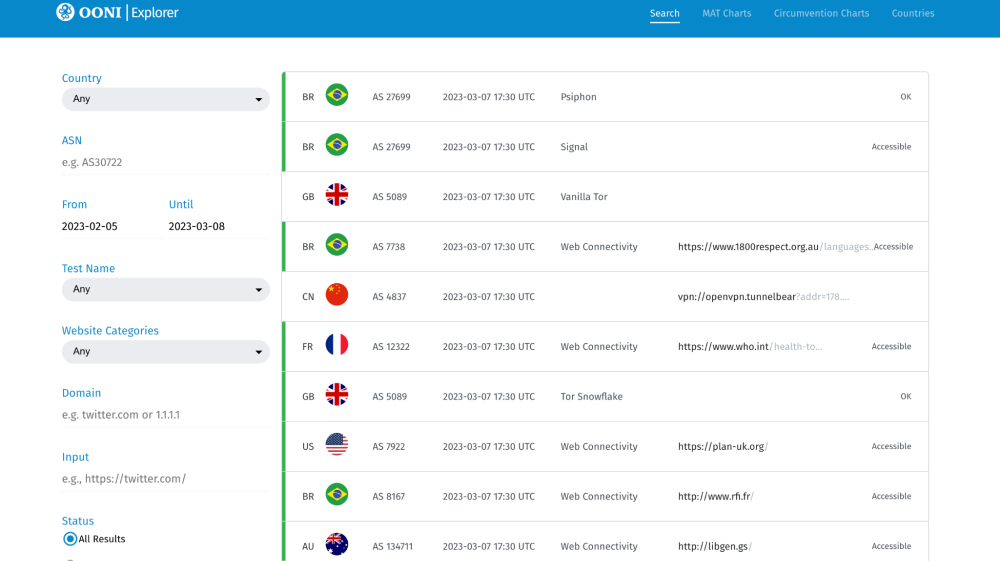 OONI Explorer
Search MAT Charts Circumvention Charts Countries
Country
Any
ASN
e.g. AS30722
From Until
2023-02-05 2023-03-08
Test Name
Any
Website Categories
Any
Domain
e.g. twitter.com or 1.1.1.1
Input
e.g., https://twitter.com/
Status
All Results
BR AS 27699 2023-03-07 17:30 UTC Psiphon OK
BR AS 27699 2023-03-07 17:30 UTC Signal Accessible
GB AS 5089 2023-03-07 17:30 UTC Vanilla Tor
BR AS 7738 2023-03-07 17:30 UTC Web Connectivity https://www.1800respect.org.au/languages... Accessible
CN AS 4837 2023-03-07 17:30 UTC vpn://openvpn.tunnelbear?addr=178....
FR AS 12322 2023-03-07 17:30 UTC Web Connectivity https://www.who.int/health-to... Accessible
GB AS 5089 2023-03-07 17:30 UTC Tor Snowflake OK
US AS 7922 2023-03-07 17:30 UTC Web Connectivity https://plan-uk.org/ Accessible
BR AS 8167 2023-03-07 17:30 UTC Web Connectivity http://www.rfi.fr/ Accessible
AU AS 134711 2023-03-07 17:30 UTC Web Connectivity http://libgen.gs/ Accessible